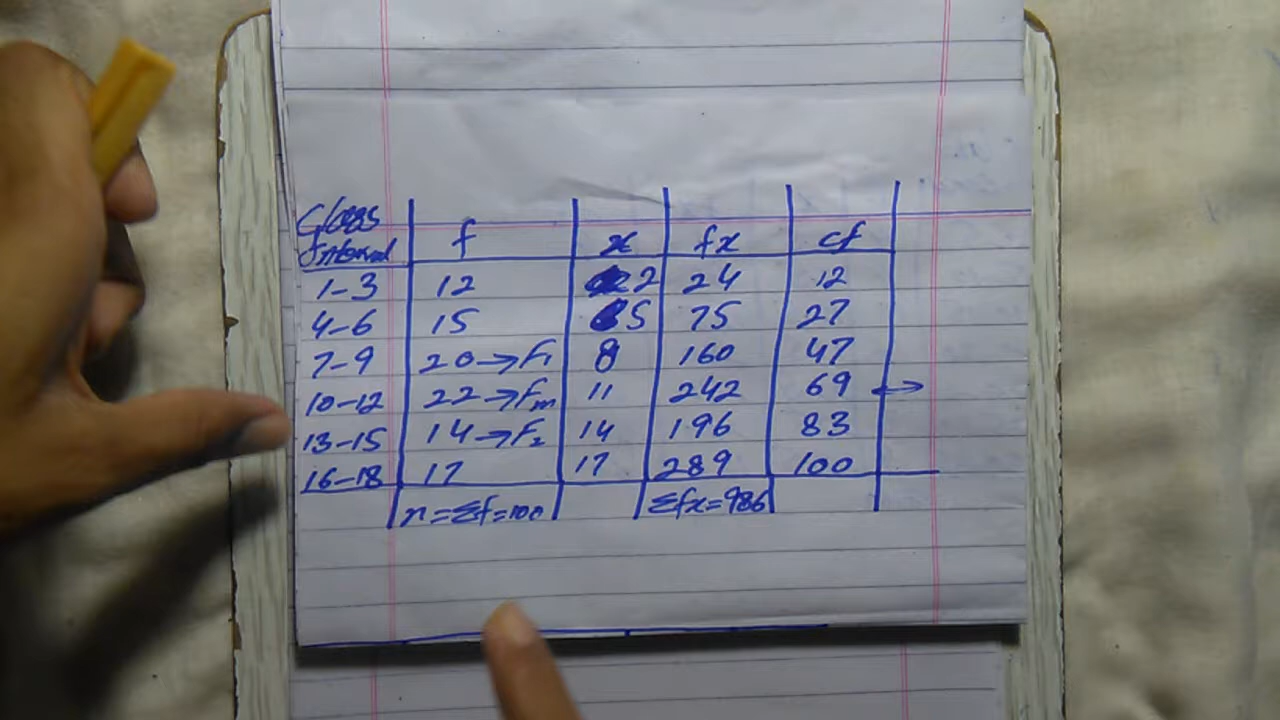 Class Interval f x fx cf
1-3 12 2 24 12
4-6 15 5 75 27
7-9 20→f₁ 8 160 47
10-12 22→fm 11 242 69 ↔
13-15 14→f₂ 14 196 83
16-18 17 17 289 100
n=Σf=100 Σfx=986